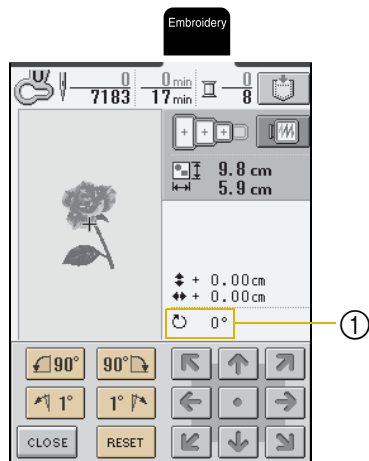 Embroidery
U
0 0 min 0
7183 17 min 8
9.8 cm
5.9 cm
+ 0.00cm
+ 0.00cm
0°
1
90° 90°
1° 1°
CLOSE RESET